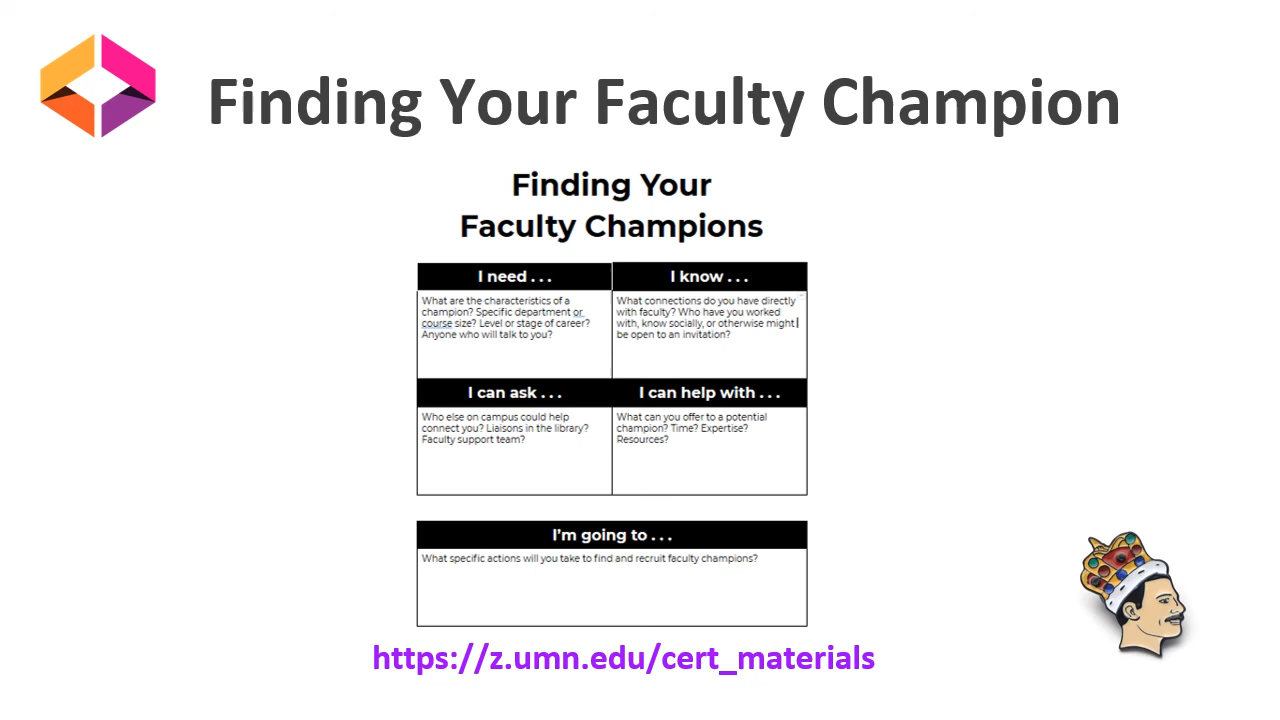 Finding Your Faculty Champion
Finding Your
Faculty Champions
I need . . .
What are the characteristics of a
champion? Specific department or
course size? Level or stage of career?
Anyone who will talk to you?
I know . . .
What connections do you have directly
with faculty? Who have you worked
with, know socially, or otherwise might
be open to an invitation?
I can ask . . .
Who else on campus could help
connect you? Liaisons in the library?
Faculty support team?
I can help with . . .
What can you offer to a potential
champion? Time? Expertise?
Resources?
I'm going to . . .
What specific actions will you take to find and recruit faculty champions?
https://z.umn.edu/cert_materials